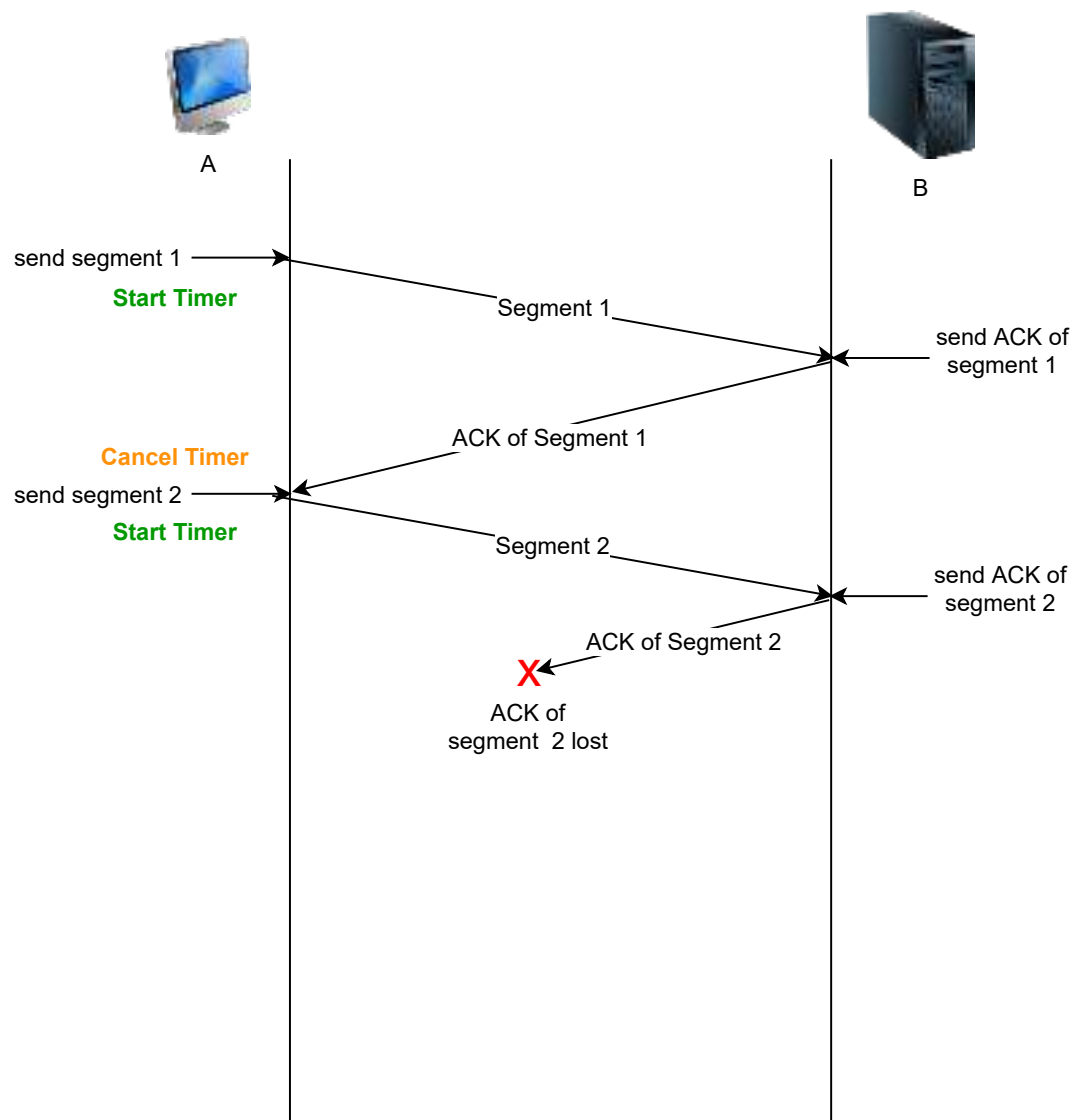 A
B
send segment 1
Start Timer
Segment 1
send ACK of
segment 1
ACK of Segment 1
Cancel Timer
send segment 2
Start Timer
Segment 2
send ACK of
segment 2
ACK of Segment 2
X
ACK of
segment  2 lost